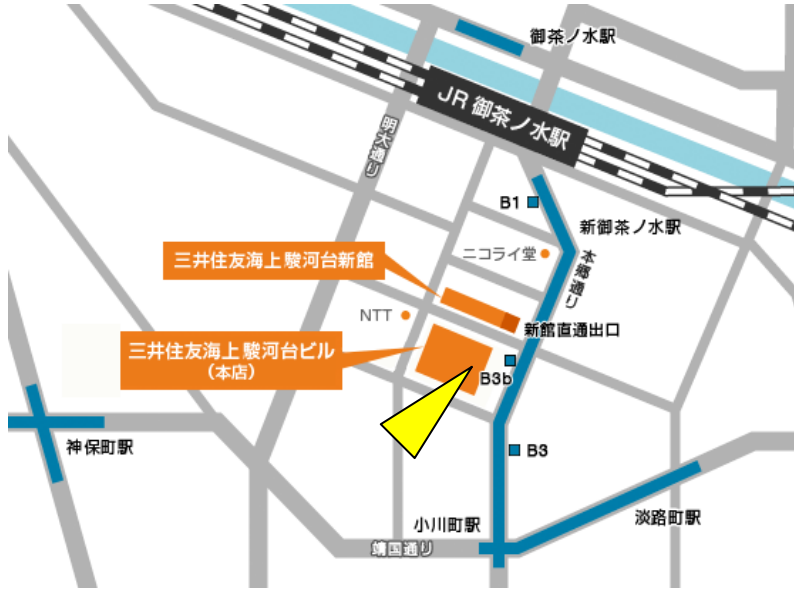 御茶ノ水駅
JR 御茶ノ水駅
明大通り
B1
新御茶ノ水駅
ニコライ堂
本郷通り
三井住友海上駿河台新館
NTT
新館直通出口
三井住友海上駿河台ビル
（本店）
B3b
神保町駅
B3
小川町駅
淡路町駅
靖国通り